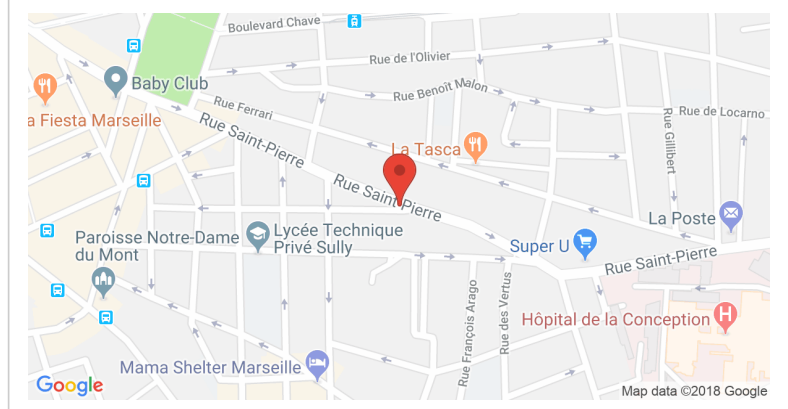 Boulevard Chave
Rue de l'Olivier
Baby Club
Rue Benoît Malon
Rue Ferrari
Rue de Locarno
a Fiesta Marseille
Rue Saint-Pierre
Rue Gillibert
La Tasca
Rue Saint-Pierre
La Poste
Lycée Technique
Privé Sully
Paroisse Notre-Dame
du Mont
Super U
Rue Saint-Pierre
Rue François Arago
Rue des Vertus
Hôpital de la Conception
Mama Shelter Marseille
Google
Map data ©2018 Google